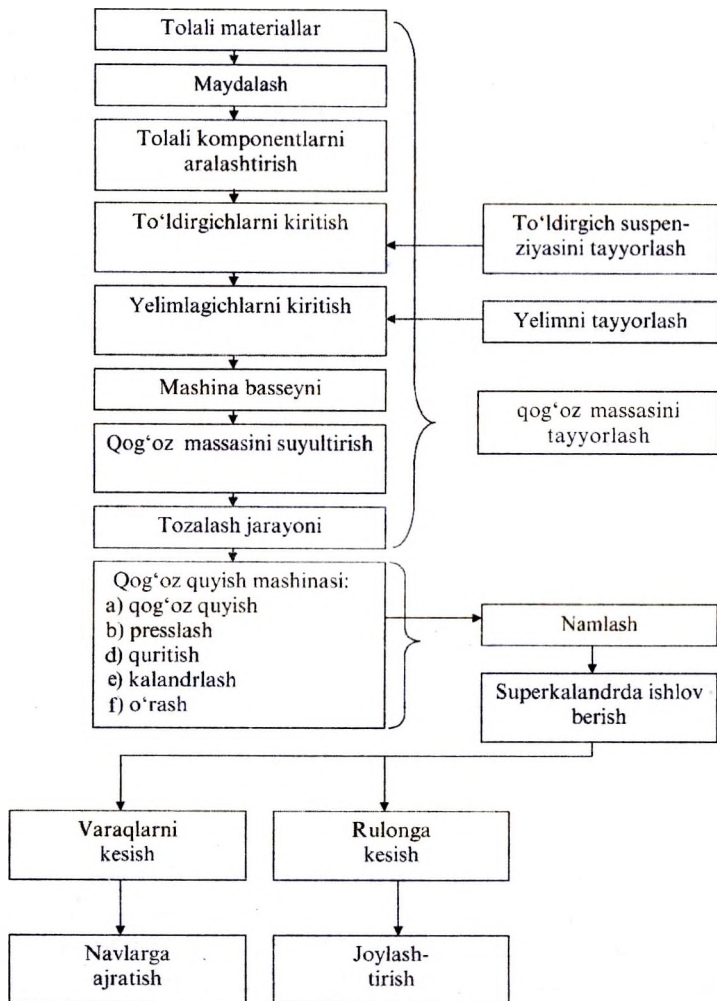 Tolali materiallar
Maydalash
Tolali komponentlarni
aralashtirish
To‘ldirgichlarni kiritish
To‘ldirgich suspen-
ziyasini tayyorlash
Yelimlagichlarni kiritish
Yelimni tayyorlash
Mashina basseyni
qog‘oz massasini
tayyorlash
Qog‘oz massasini suyultirish
Tozalash jarayoni
Qog‘oz quyish mashinasi:
a) qog‘oz quyish
b) presslash
d) quritish
e) kalandrlash
f) o‘rash
Namlash
Superkalandrda ishlov
berish
Varaqlarni
kesish
Rulonga
kesish
Navlarga
ajratish
Joylash-
tirish